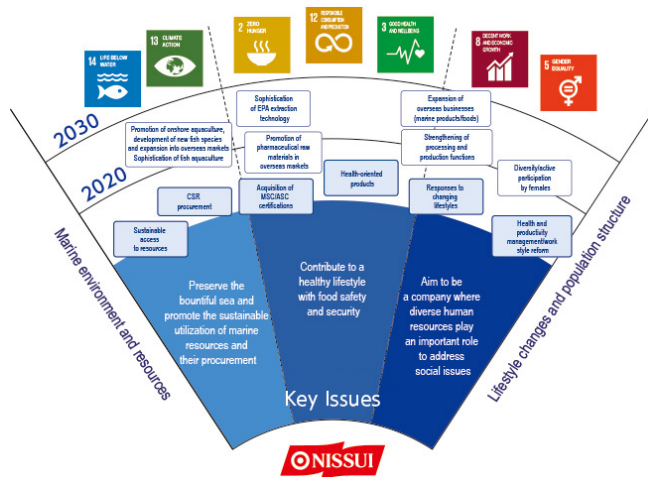 14 LIFE BELOW
WATER
13 CLIMATE
ACTION
2 ZERO
HUNGER
12 RESPONSIBLE
CONSUMPTION
AND PRODUCTION
3 GOOD HEALTH
AND WELL-BEING
8 DECENT WORK
AND ECONOMIC
GROWTH
5 GENDER
EQUALITY
2030
2020
Sophistication
of EPA extraction
technology
Expansion of
overseas businesses
(marine products/foods)
Promotion of onshore aquaculture,
development of new fish species
and expansion into overseas markets
Sophistication of fish aquaculture
Promotion of
pharmaceutical raw
materials in
overseas markets
Strengthening of
processing and
production functions
Health-oriented
products
Diversity/active
participation
by females
CSR
procurement
Acquisition of
MSC/ASC
certifications
Responses to
changing
lifestyles
Sustainable
access
to resources
Health and
productivity
management/work
style reform
Marine environment and resources
Lifestyle changes and population structure
Preserve the
bountiful sea and
promote the sustainable
utilization of marine
resources and
their procurement
Contribute to a
healthy lifestyle
with food safety
and security
Aim to be
a company where
diverse human
resources play
an important role
to address
social issues
Key Issues
NISSUI